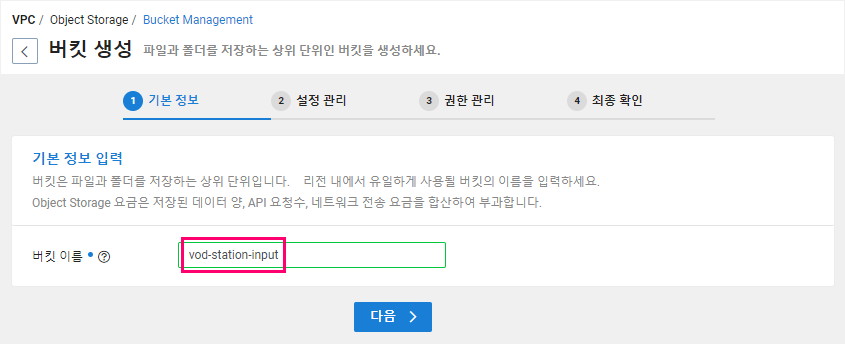 VPC / Object Storage / Bucket Management
버킷 생성 파일과 폴더를 저장하는 상위 단위인 버킷을 생성하세요.
1 기본 정보 2 설정 관리 3 권한 관리 4 최종 확인
기본 정보 입력
버킷은 파일과 폴더를 저장하는 상위 단위입니다. 리전 내에서 유일하게 사용될 버킷의 이름을 입력하세요.
Object Storage 요금은 저장된 데이터 양, API 요청수, 네트워크 전송 요금을 합산하여 부과합니다.
버킷 이름 ? vod-station-input
다음